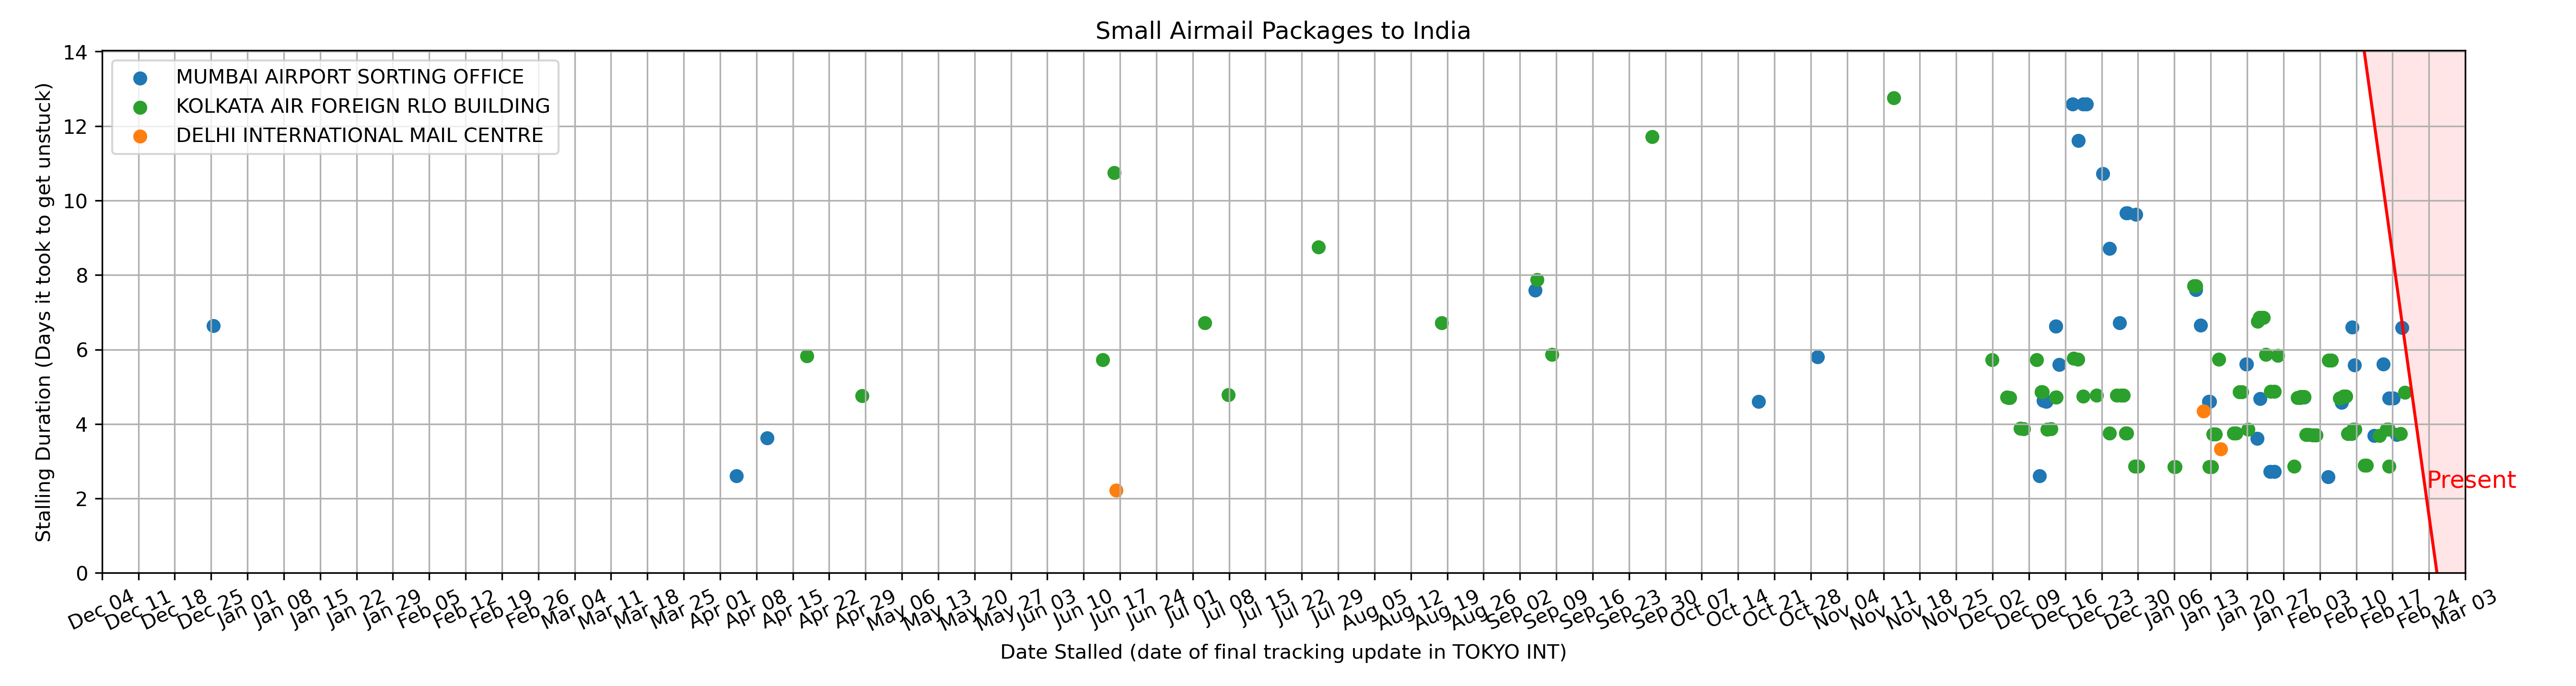 Small Airmail Packages to India
Stalling Duration (Days it took to get unstuck)
14
12
10
8
6
4
2
0
MUMBAI AIRPORT SORTING OFFICE
KOLKATA AIR FOREIGN RLO BUILDING
DELHI INTERNATIONAL MAIL CENTRE
Present
Dec 04 Dec 11 Dec 18 Dec 25 Jan 01 Jan 08 Jan 15 Jan 22 Jan 29 Feb 05 Feb 12 Feb 19 Feb 26 Mar 04 Mar 11 Mar 18 Mar 25 Apr 01 Apr 08 Apr 15 Apr 22 Apr 29 May 06 May 13 May 20 May 27 Jun 03 Jun 10 Jun 17 Jun 24 Jul 01 Jul 08 Jul 15 Jul 22 Jul 29 Aug 05 Aug 12 Aug 19 Aug 26 Sep 02 Sep 09 Sep 16 Sep 23 Sep 30 Oct 07 Oct 14 Oct 21 Oct 28 Nov 04 Nov 11 Nov 18 Nov 25 Dec 02 Dec 09 Dec 16 Dec 23 Dec 30 Jan 06 Jan 13 Jan 20 Jan 27 Feb 03 Feb 10 Feb 17 Feb 24 Mar 03
Date Stalled (date of final tracking update in TOKYO INT)